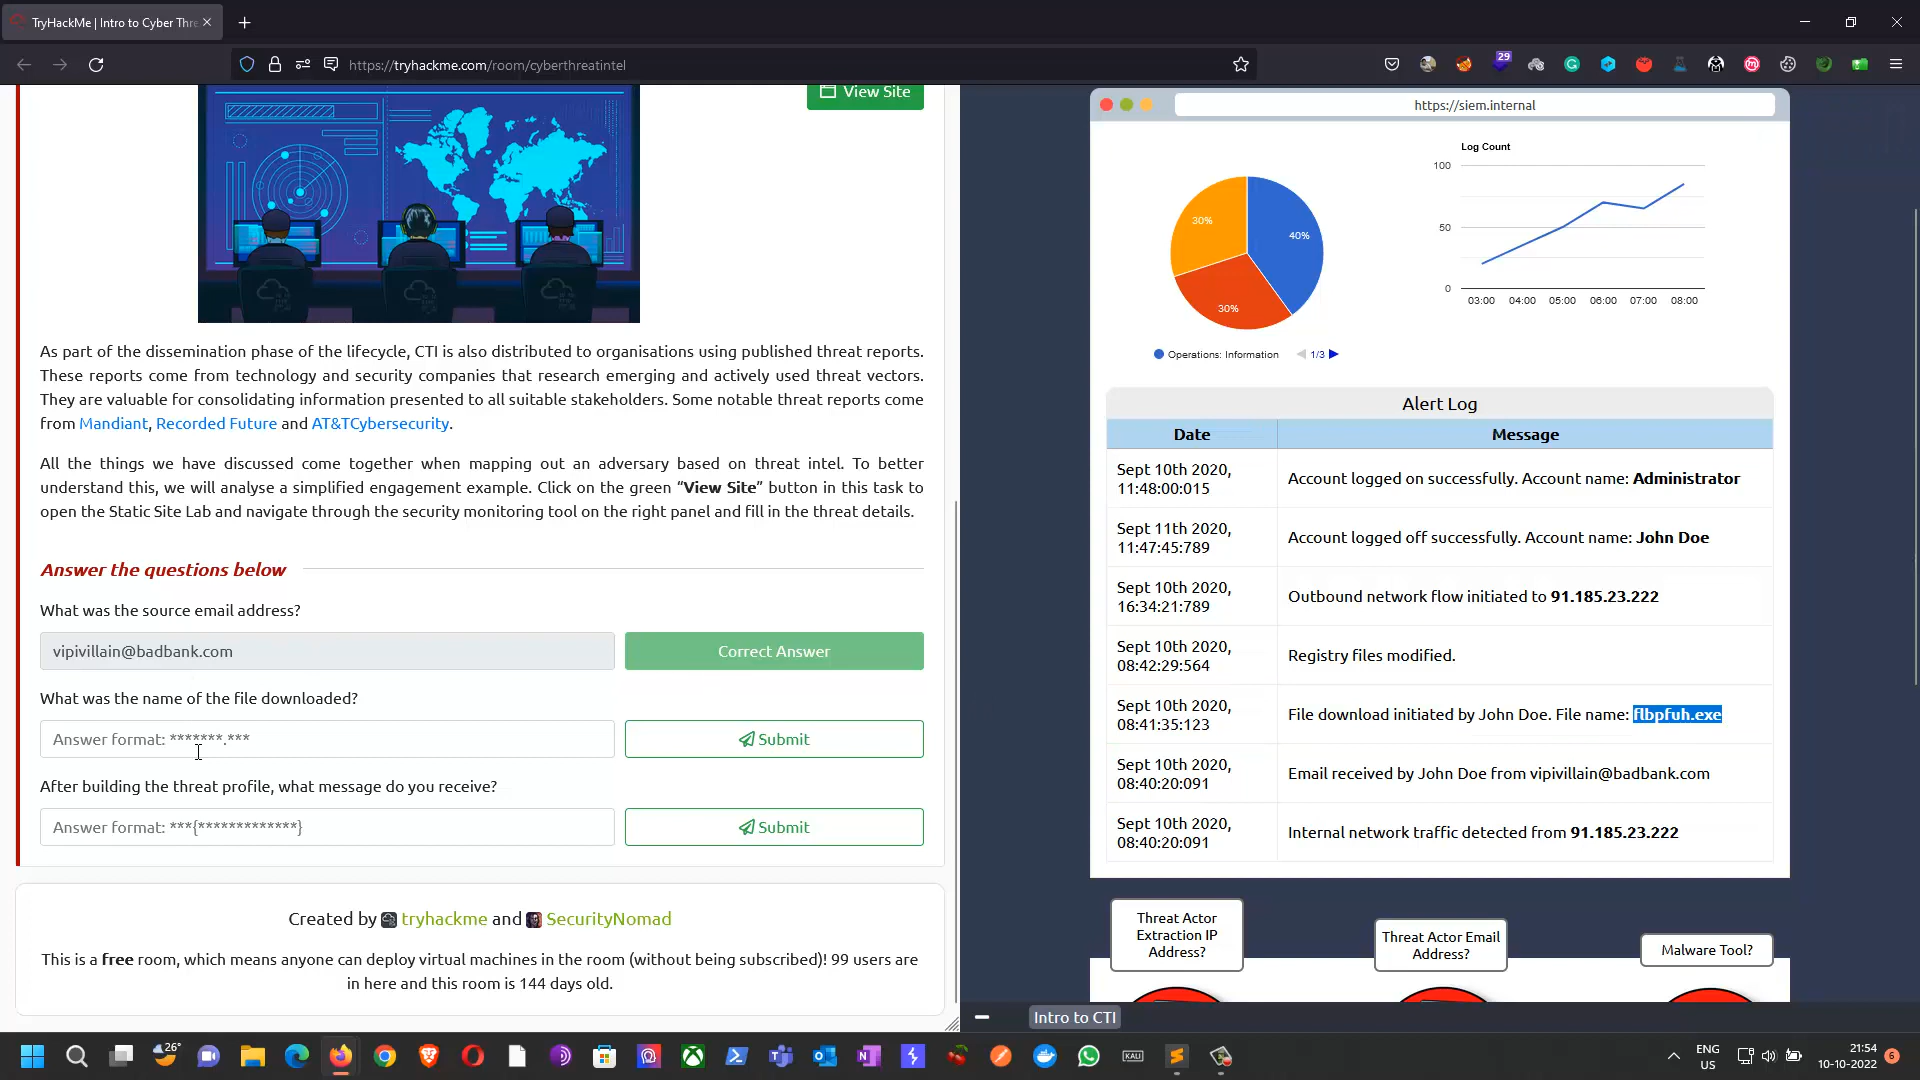 TryHackMe | Intro to Cyber Thre
https://tryhackme.com/room/cyberthreatintel
29
View Site
As part of the dissemination phase of the lifecycle, CTI is also distributed to organisations using published threat reports.
These reports come from technology and security companies that research emerging and actively used threat vectors.
They are valuable for consolidating information presented to all suitable stakeholders. Some notable threat reports come
from Mandiant, Recorded Future and AT&TCybersecurity.
All the things we have discussed come together when mapping out an adversary based on threat intel. To better
understand this, we will analyse a simplified engagement example. Click on the green “View Site” button in this task to
open the Static Site Lab and navigate through the security monitoring tool on the right panel and fill in the threat details.
Answer the questions below
What was the source email address?
vipivillain@badbank.com
Correct Answer
What was the name of the file downloaded?
Answer format: *******.***
Submit
After building the threat profile, what message do you receive?
Answer format: ***{*************}
Submit
Created by tryhackme and SecurityNomad
This is a free room, which means anyone can deploy virtual machines in the room (without being subscribed)! 99 users are
in here and this room is 144 days old.
https://siem.internal
30%
40%
30%
Operations: Information
1/3
Log Count
100
50
0
03:00 04:00 05:00 06:00 07:00 08:00
Alert Log
Date Message
Sept 10th 2020,
11:48:00:015
Account logged on successfully. Account name: Administrator
Sept 11th 2020,
11:47:45:789
Account logged off successfully. Account name: John Doe
Sept 10th 2020,
16:34:21:789
Outbound network flow initiated to 91.185.23.222
Sept 10th 2020,
08:42:29:564
Registry files modified.
Sept 10th 2020,
08:41:35:123
File download initiated by John Doe. File name: flbpfuh.exe
Sept 10th 2020,
08:40:20:091
Email received by John Doe from vipivillain@badbank.com
Sept 10th 2020,
08:40:20:091
Internal network traffic detected from 91.185.23.222
Threat Actor
Extraction IP
Address?
Threat Actor Email
Address?
Malware Tool?
Intro to CTI
26°
KALI
ENG
US
21:54
10-10-2022
6